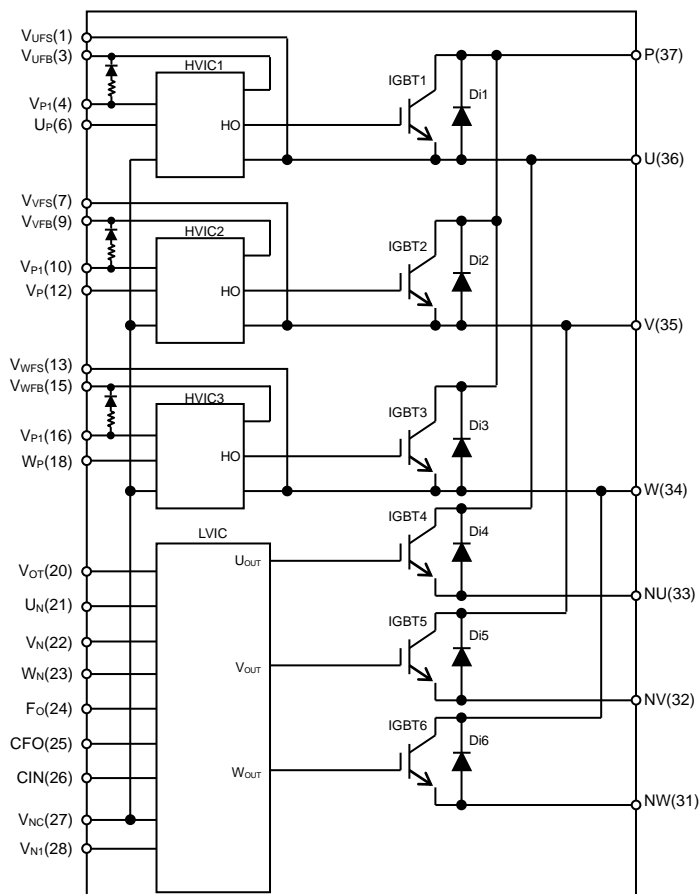 VUFS(1)
VUFB(3)
VP1(4)
UP(6)
HVIC1
HO
IGBT1
Di1
P(37)
U(36)
VVFS(7)
VVFB(9)
VP1(10)
VP(12)
HVIC2
HO
IGBT2
Di2
V(35)
VWFS(13)
VWFB(15)
VP1(16)
WP(18)
HVIC3
HO
IGBT3
Di3
W(34)
LVIC
UOUT
VOUT
WOUT
IGBT4
Di4
NU(33)
IGBT5
Di5
NV(32)
IGBT6
Di6
NW(31)
VOT(20)
UN(21)
VN(22)
WN(23)
FO(24)
CFO(25)
CIN(26)
VNC(27)
VN1(28)